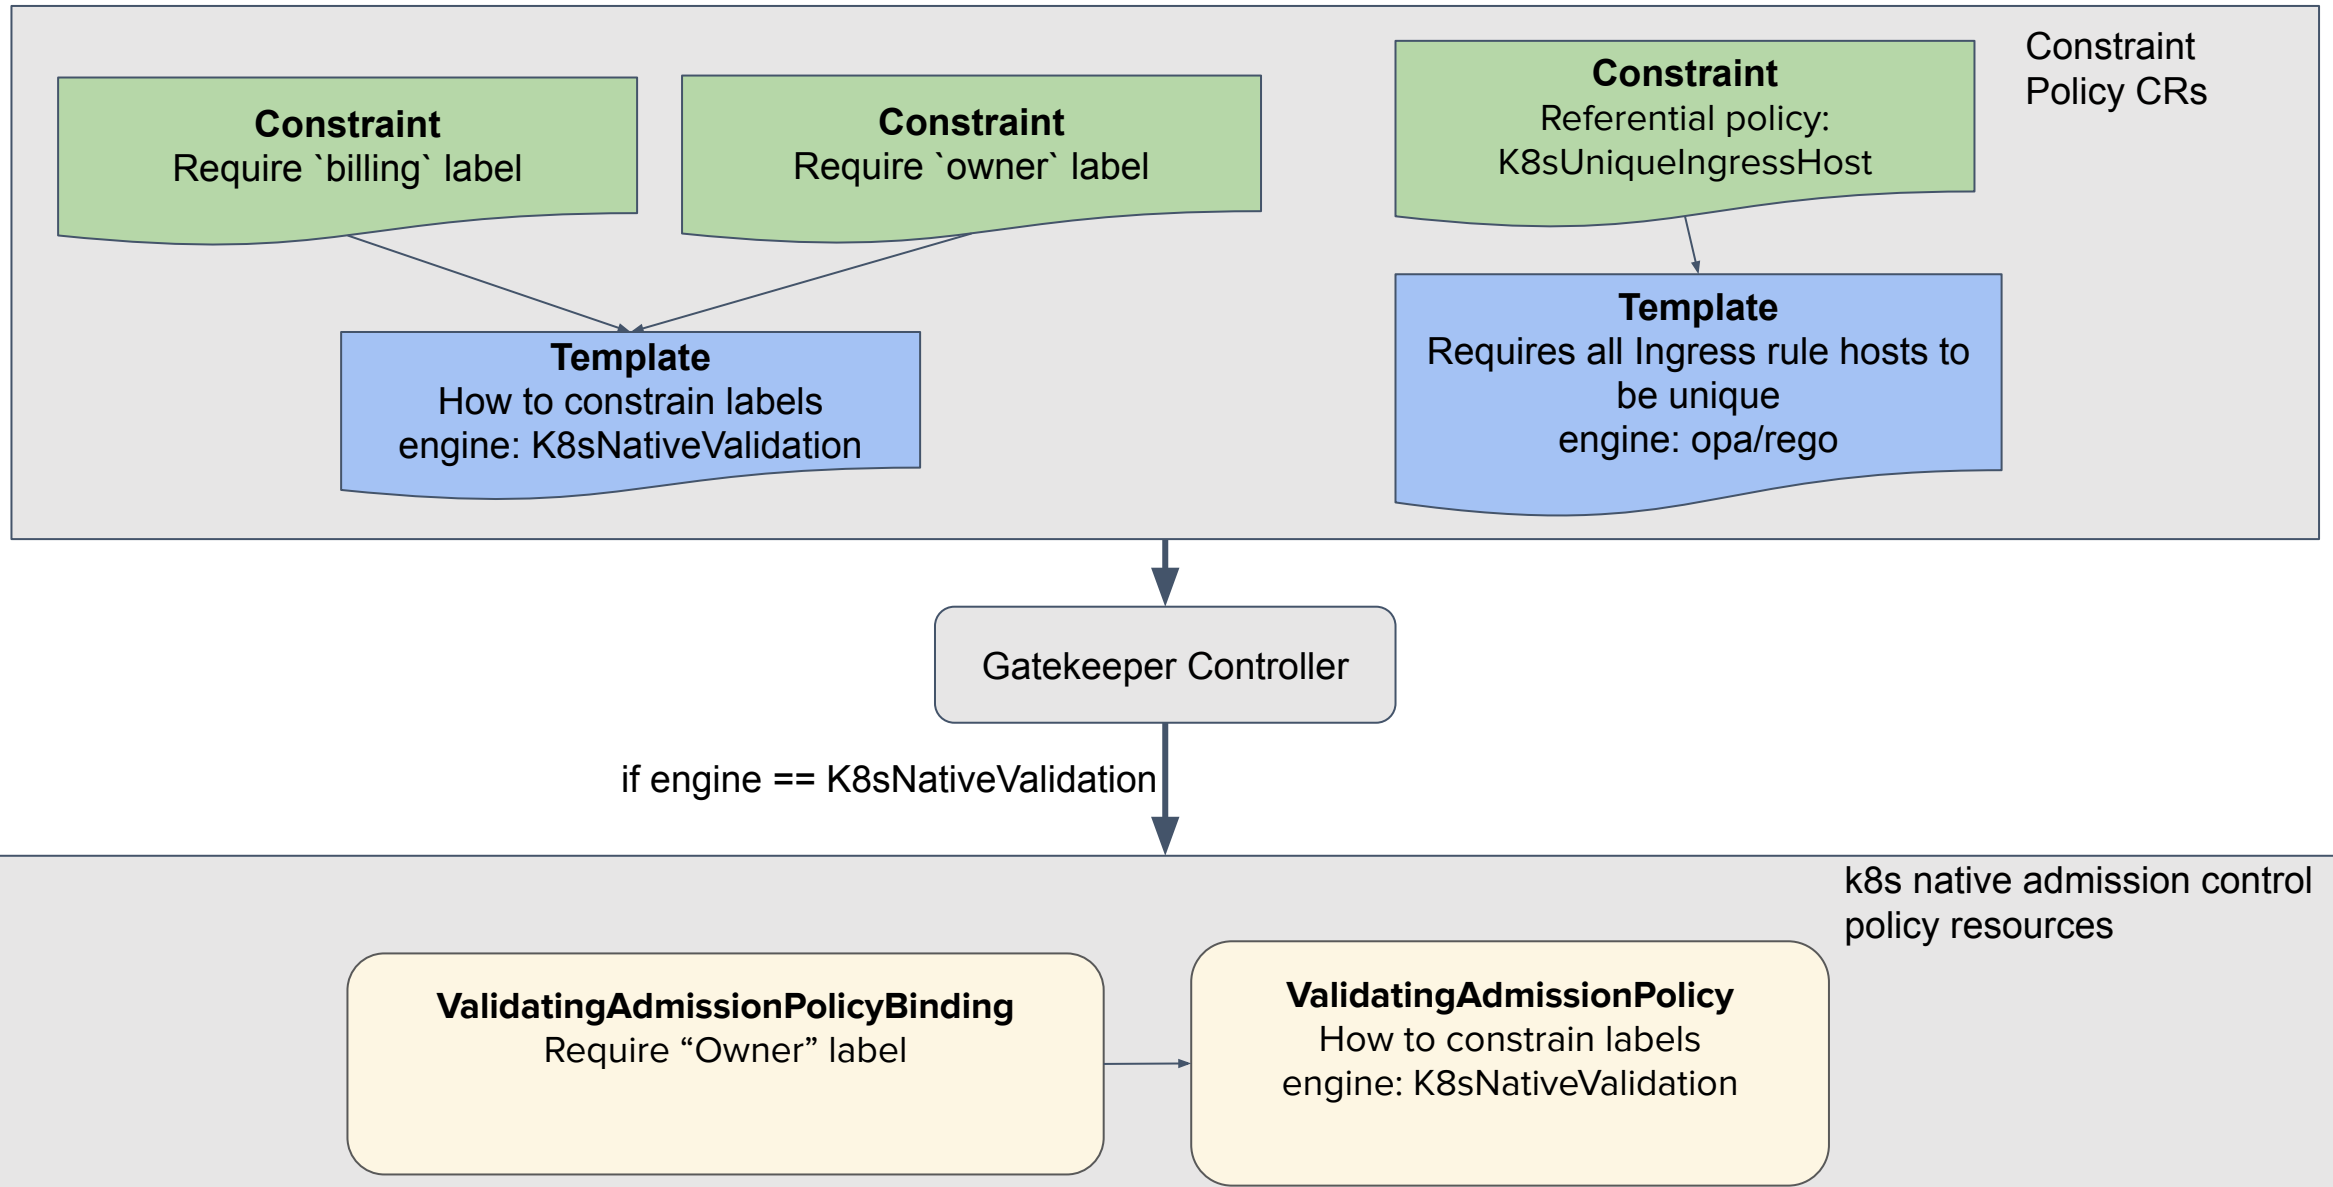 Constraint
Require `billing` label
Constraint
Require `owner` label
Constraint
Referential policy:
K8sUniqueIngressHost
Constraint
Policy CRs
Template
How to constrain labels
engine: K8sNativeValidation
Template
Requires all Ingress rule hosts to
be unique
engine: opa/rego
Gatekeeper Controller
if engine == K8sNativeValidation
k8s native admission control
policy resources
ValidatingAdmissionPolicyBinding
Require “Owner” label
ValidatingAdmissionPolicy
How to constrain labels
engine: K8sNativeValidation